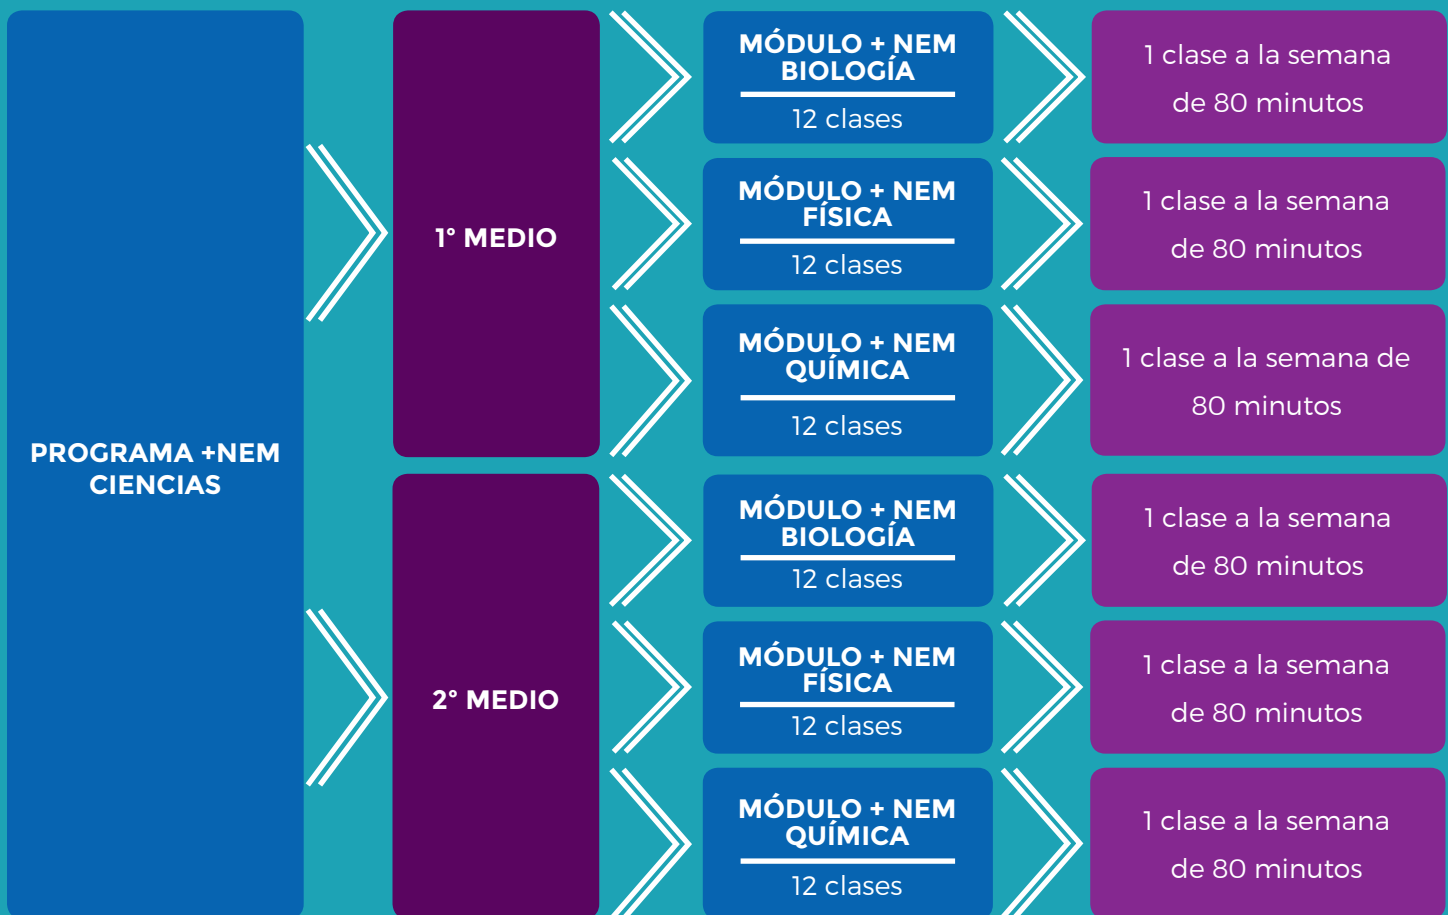 PROGRAMA +NEM
CIENCIAS
1° MEDIO
MÓDULO + NEM
BIOLOGÍA
12 clases
1 clase a la semana
de 80 minutos
MÓDULO + NEM
FÍSICA
12 clases
1 clase a la semana
de 80 minutos
MÓDULO + NEM
QUÍMICA
12 clases
1 clase a la semana de
80 minutos
2° MEDIO
MÓDULO + NEM
BIOLOGÍA
12 clases
1 clase a la semana
de 80 minutos
MÓDULO + NEM
FÍSICA
12 clases
1 clase a la semana
de 80 minutos
MÓDULO + NEM
QUÍMICA
12 clases
1 clase a la semana
de 80 minutos